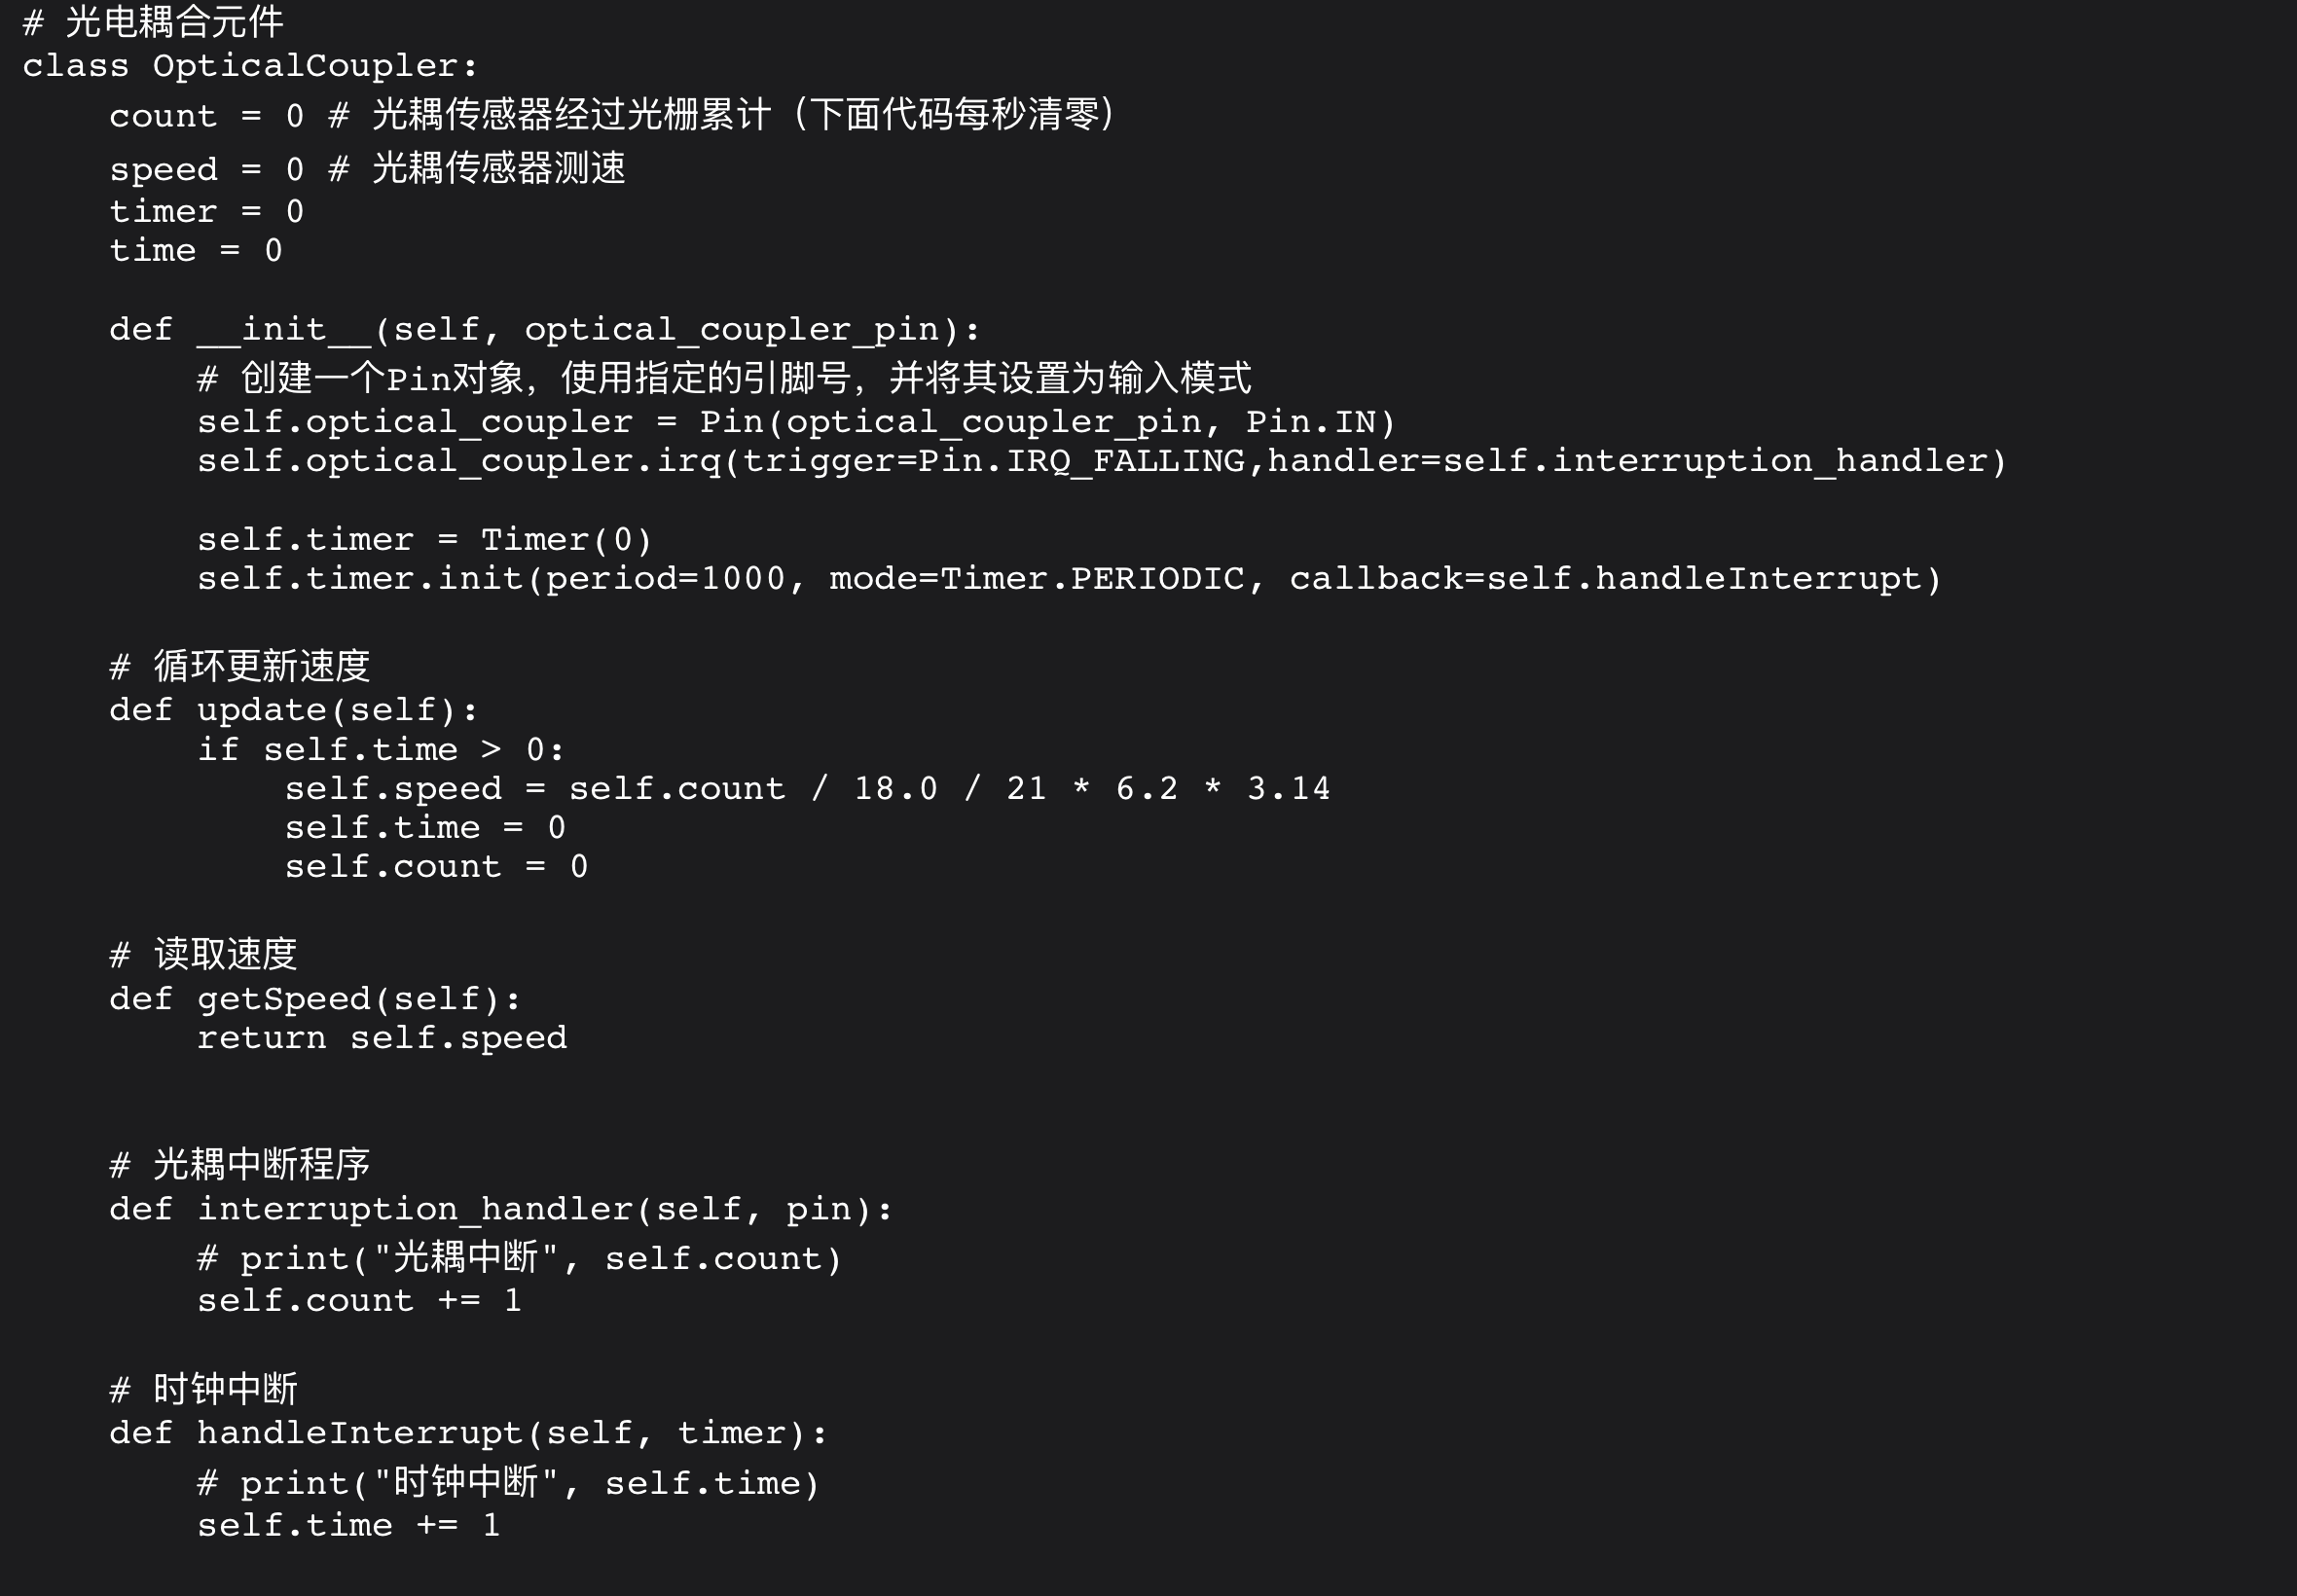 # 光电耦合元件
class OpticalCoupler:
    count = 0 # 光耦传感器经过光栅累计（下面代码每秒清零）
    speed = 0 # 光耦传感器测速
    timer = 0
    time = 0
    def __init__(self, optical_coupler_pin):
        # 创建一个Pin对象，使用指定的引脚号，并将其设置为输入模式
        self.optical_coupler = Pin(optical_coupler_pin, Pin.IN)
        self.optical_coupler.irq(trigger=Pin.IRQ_FALLING,handler=self.interruption_handler)
        self.timer = Timer(0)
        self.timer.init(period=1000, mode=Timer.PERIODIC, callback=self.handleInterrupt)
    # 循环更新速度
    def update(self):
        if self.time > 0:
            self.speed = self.count / 18.0 / 21 * 6.2 * 3.14
            self.time = 0
            self.count = 0
    # 读取速度
    def getSpeed(self):
        return self.speed
    # 光耦中断程序
    def interruption_handler(self, pin):
        # print("光耦中断", self.count)
        self.count += 1
    # 时钟中断
    def handleInterrupt(self, timer):
        # print("时钟中断", self.time)
        self.time += 1